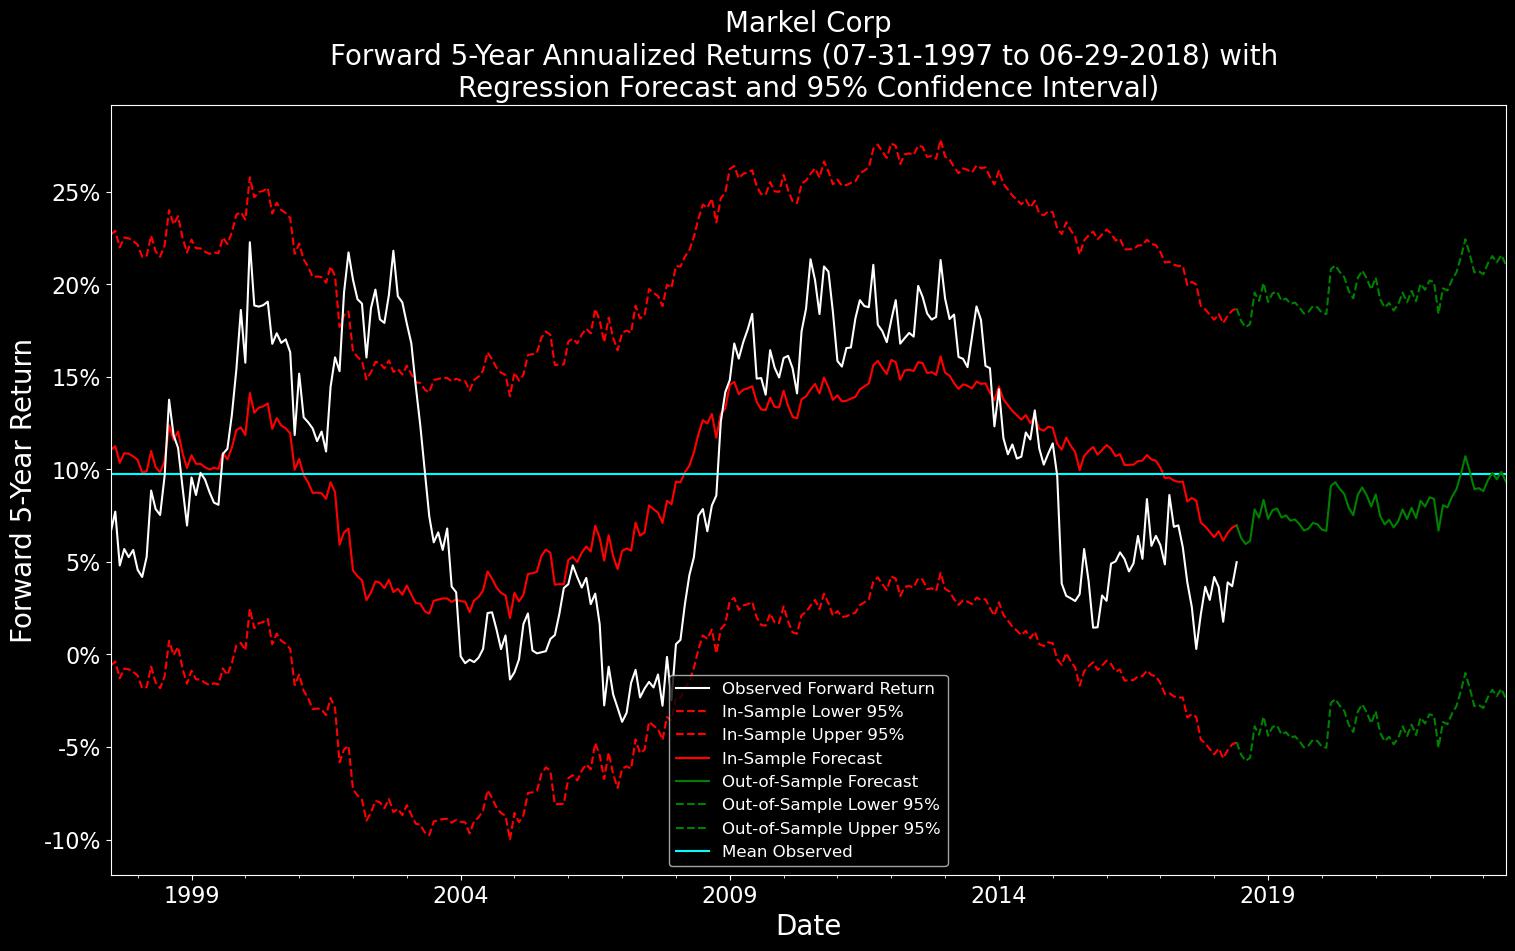 Markel Corp
Forward 5-Year Annualized Returns (07-31-1997 to 06-29-2018) with
Regression Forecast and 95% Confidence Interval)
Forward 5-Year Return
25%
20%
15%
10%
5%
0%
-5%
-10%
Observed Forward Return
In-Sample Lower 95%
In-Sample Upper 95%
In-Sample Forecast
Out-of-Sample Forecast
Out-of-Sample Lower 95%
Out-of-Sample Upper 95%
Mean Observed
1999 2004 2009 2014 2019
Date